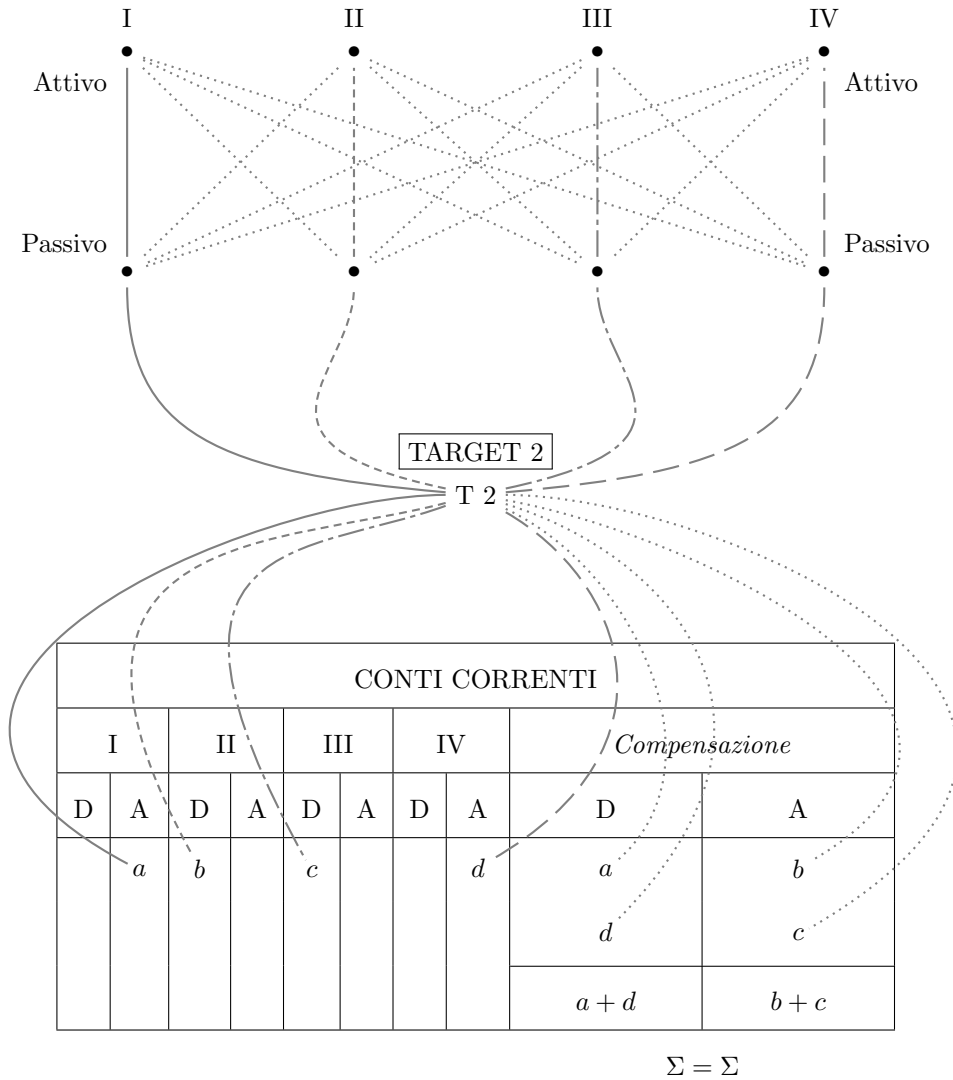 I II III IV
Attivo Attivo
Passivo Passivo
TARGET 2
T 2
CONTI CORRENTI
I II III IV Compensazione
D A D A D A D A D A
a b c d a b
d c
a + d b + c
Σ = Σ